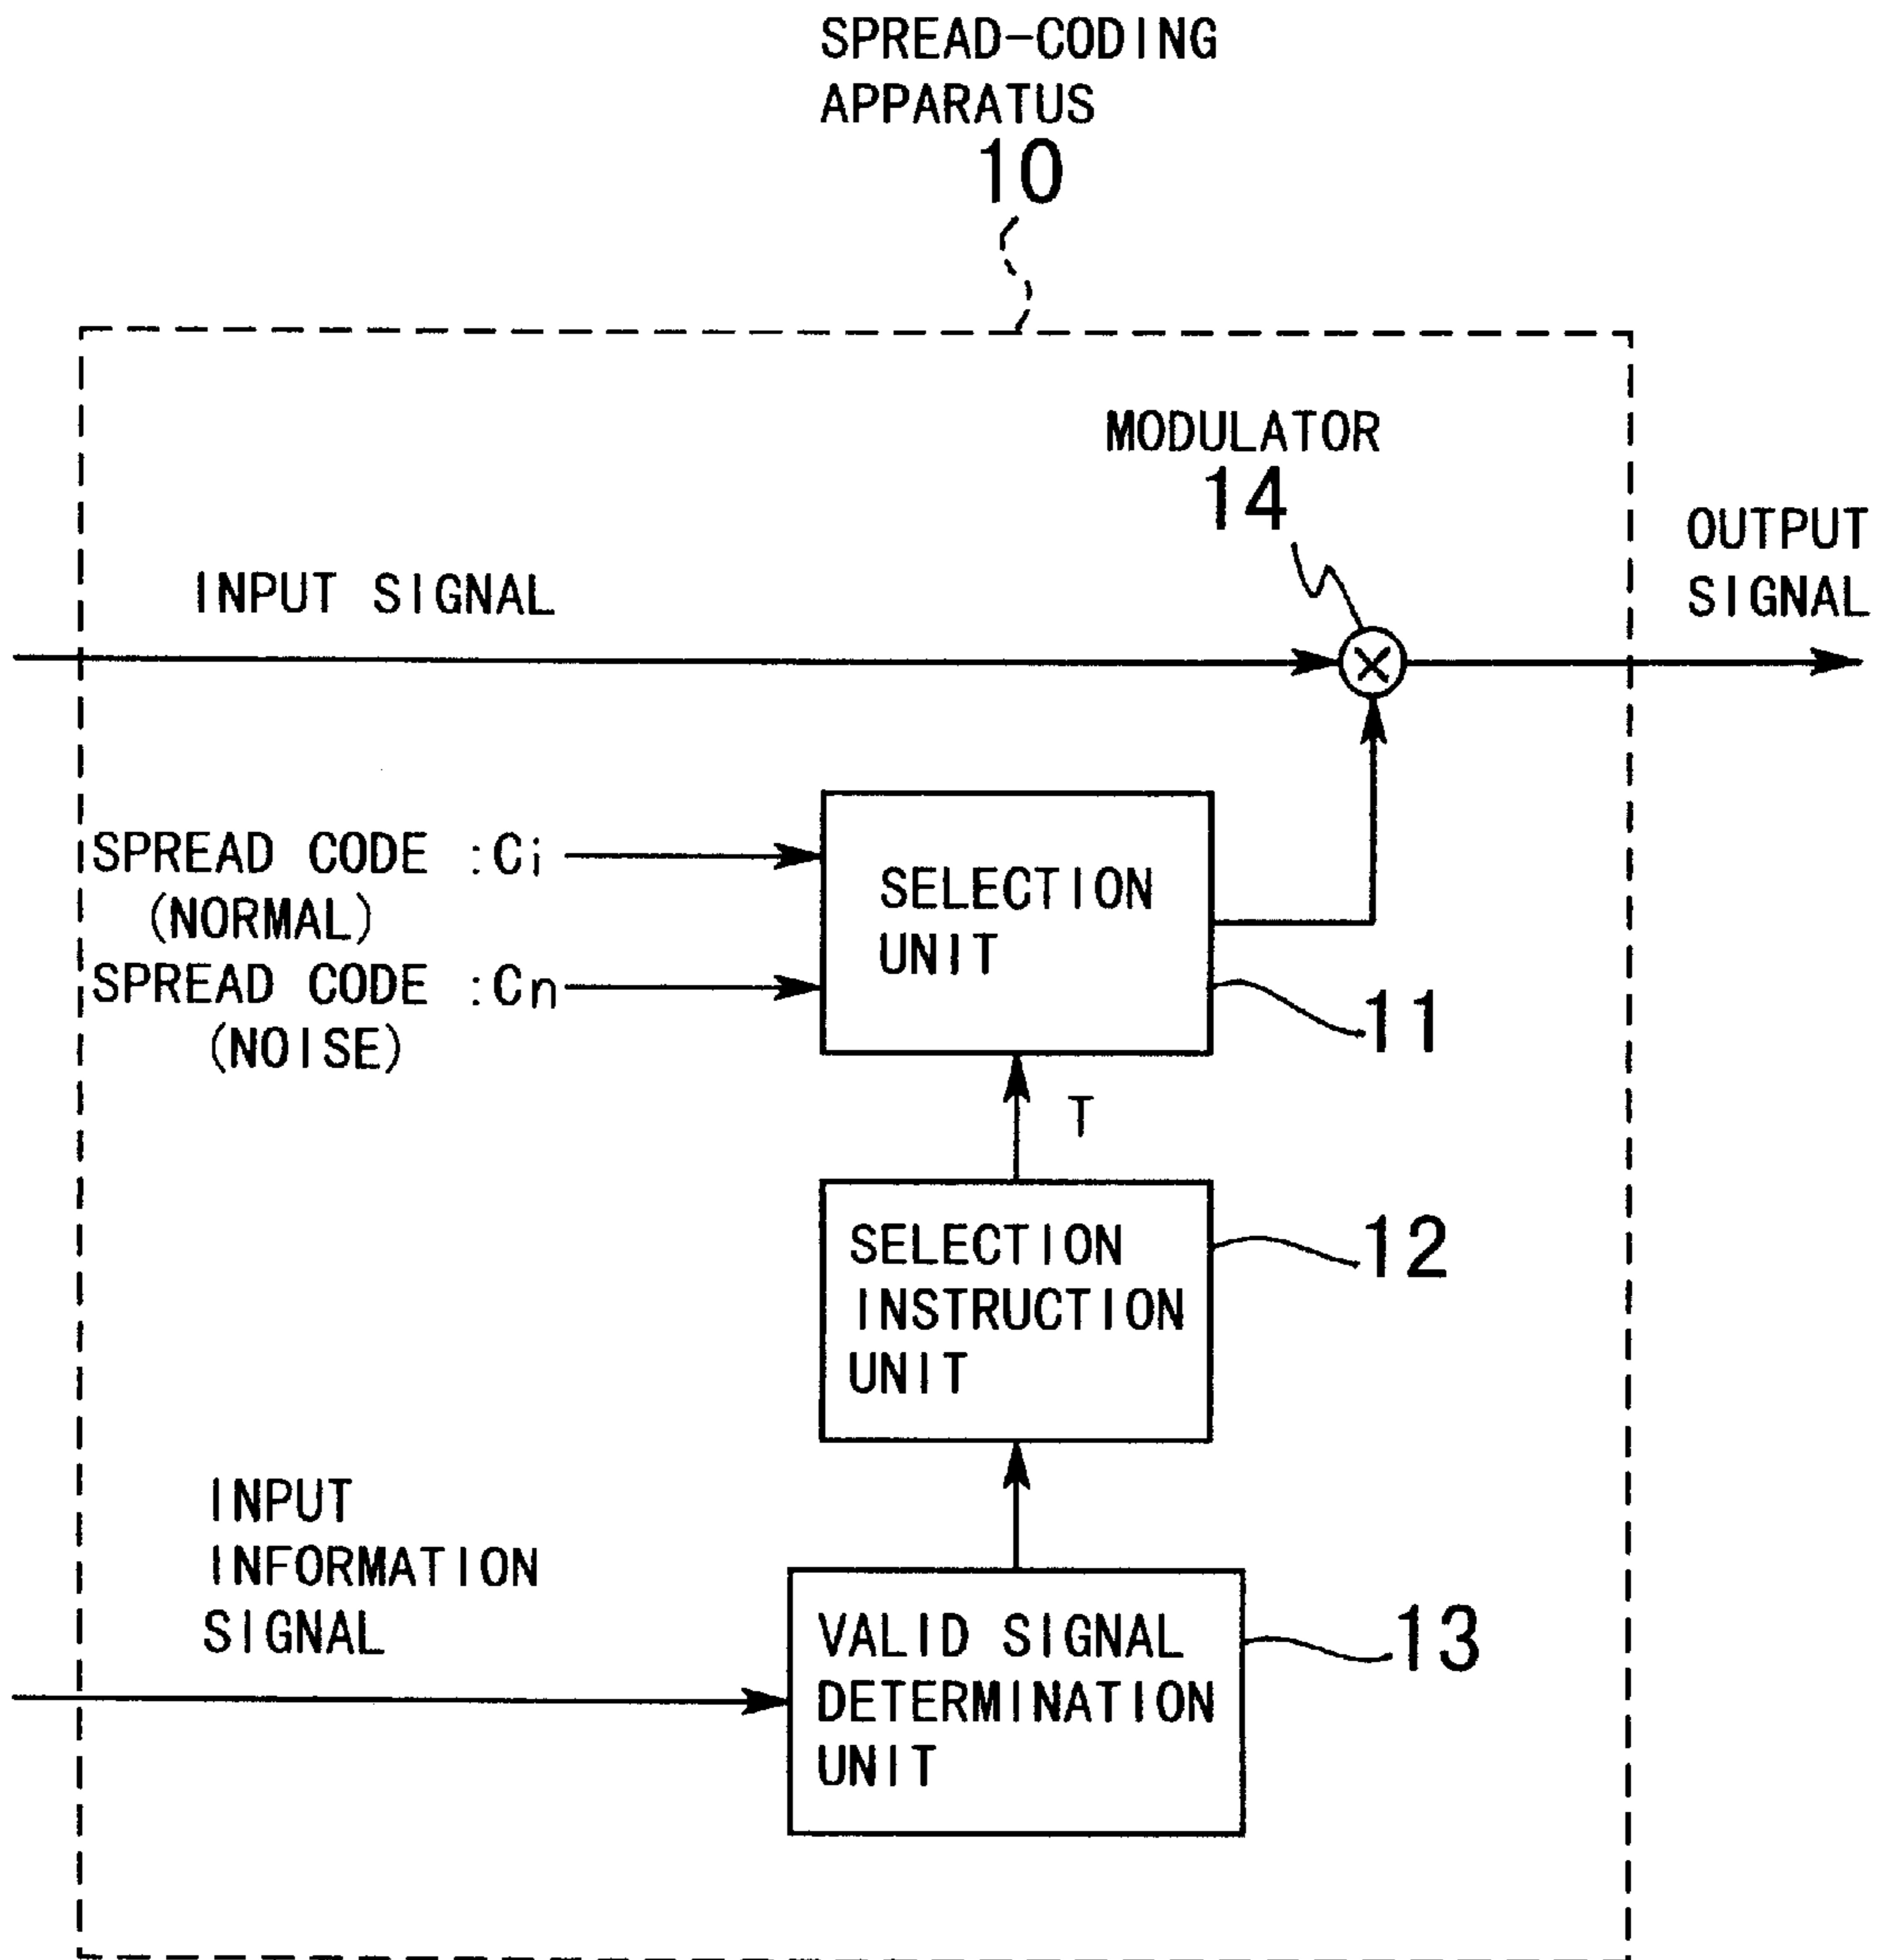 SPREAD-CODING
APPARATUS
10
MODULATOR
14
OUTPUT
SIGNAL
INPUT SIGNAL
SPREAD CODE :Ci
(NORMAL)
SPREAD CODE :Cn
(NOISE)
SELECTION
UNIT
11
T
SELECTION
INSTRUCTION
UNIT
12
INPUT
INFORMATION
SIGNAL
VALID SIGNAL
DETERMINATION
UNIT
13